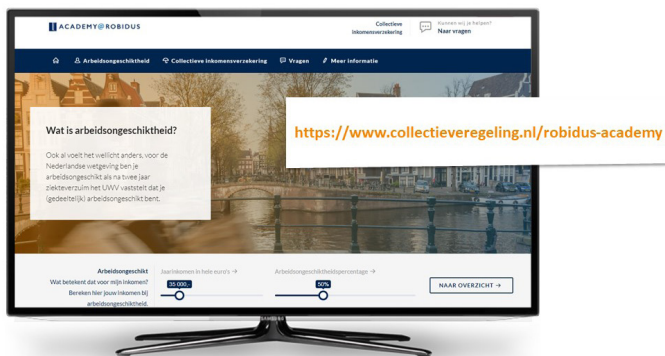 ACADEMY@ROBIDUS
Collectieve
inkomensverzekering
Kunnen wij je helpen?
Naar vragen
Arbeidsongeschiktheid
Collectieve inkomensverzekering
Vragen
Meer informatie
Wat is arbeidsongeschiktheid?
Ook al voelt het wellicht anders, voor de
Nederlandse wetgeving ben je
arbeidsongeschikt als na twee jaar
ziekteverzuim het UWV vaststelt dat je
(gedeeltelijk) arbeidsongeschikt bent.
https://www.collectieveregeling.nl/robidus-academy
Arbeidsongeschikt
Wat betekent dat voor mijn inkomen?
Bereken hier jouw inkomen bij
arbeidsongeschiktheid.
Jaarinkomen in hele euro's →
35 000,-
Arbeidsongeschiktheidspercentage →
50%
NAAR OVERZICHT →
SAMSUNG